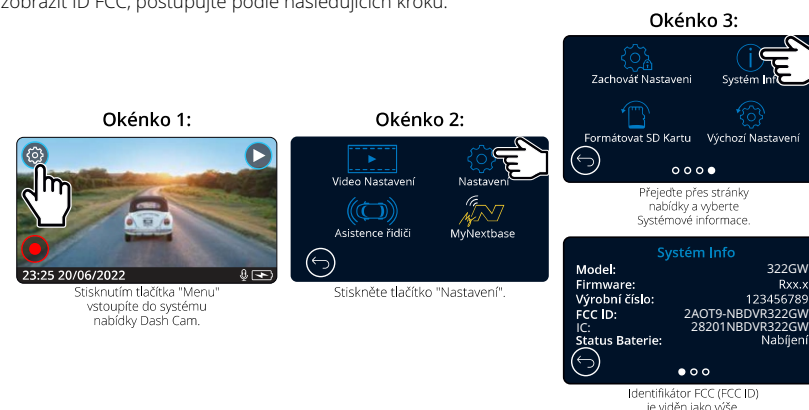 zobrazit ID FCC, postupujte podle následujících kroků.
Okénko 1:
23:25 20/06/2022
Stisknutím tlačítka "Menu"
vstoupíte do systému
nabídky Dash Cam.
Okénko 2:
Video Nastavení
Nastavení
Asistence řidiči
MyNextbase
Stiskněte tlačítko "Nastavení".
Okénko 3:
Zachovát Nastaveni
Systém Info
Formátovat SD Kartu
Výchozí Nastavení
Přejeďte přes stránky
nabídky a vyberte
Systémové informace.
Systém Info
Model: 322GW
Firmware: Rxx.x
Výrobní číslo: 123456789
FCC ID: 2AOT9-NBDVR322GW
IC: 28201NBDVR322GW
Status Baterie: Nabíjení
Identifikátor FCC (FCC ID)
je viděn jako výše